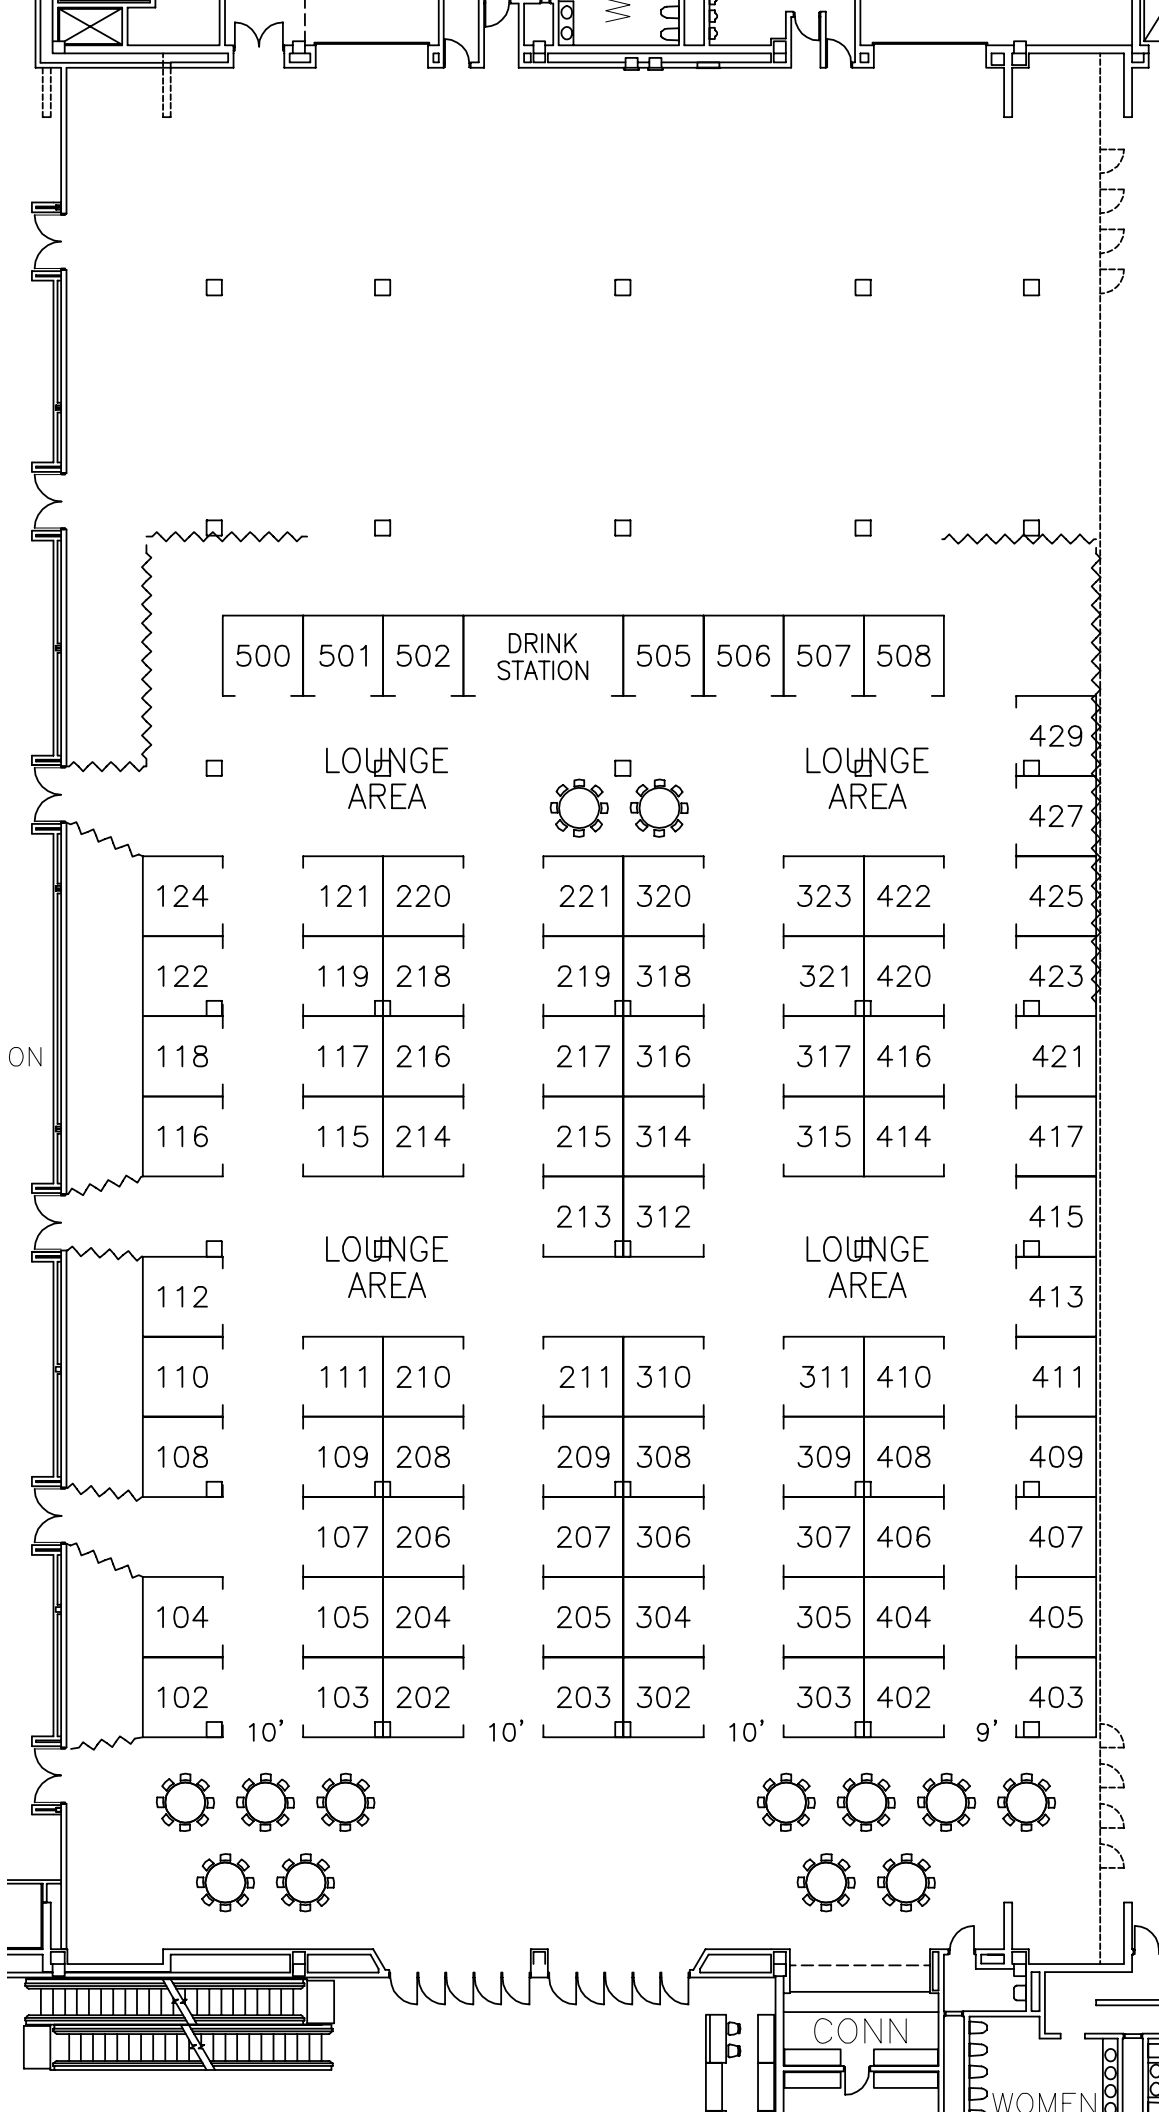 W
500 501 502 DRINK 505 506 507 508
STATION
429
LOUNGE LOUNGE
AREA AREA
427
124 121 220 221 320 323 422 425
122 119 218 219 318 321 420 423
ON 118 117 216 217 316 317 416 421
116 115 214 215 314 315 414 417
213 312 415
LOUNGE LOUNGE
AREA AREA
112 413
110 111 210 211 310 311 410 411
108 109 208 209 308 309 408 409
107 206 207 306 307 406 407
104 105 204 205 304 305 404 405
102 103 202 203 302 303 402 403
10' 10' 10' 9'
CONN
WOMEN